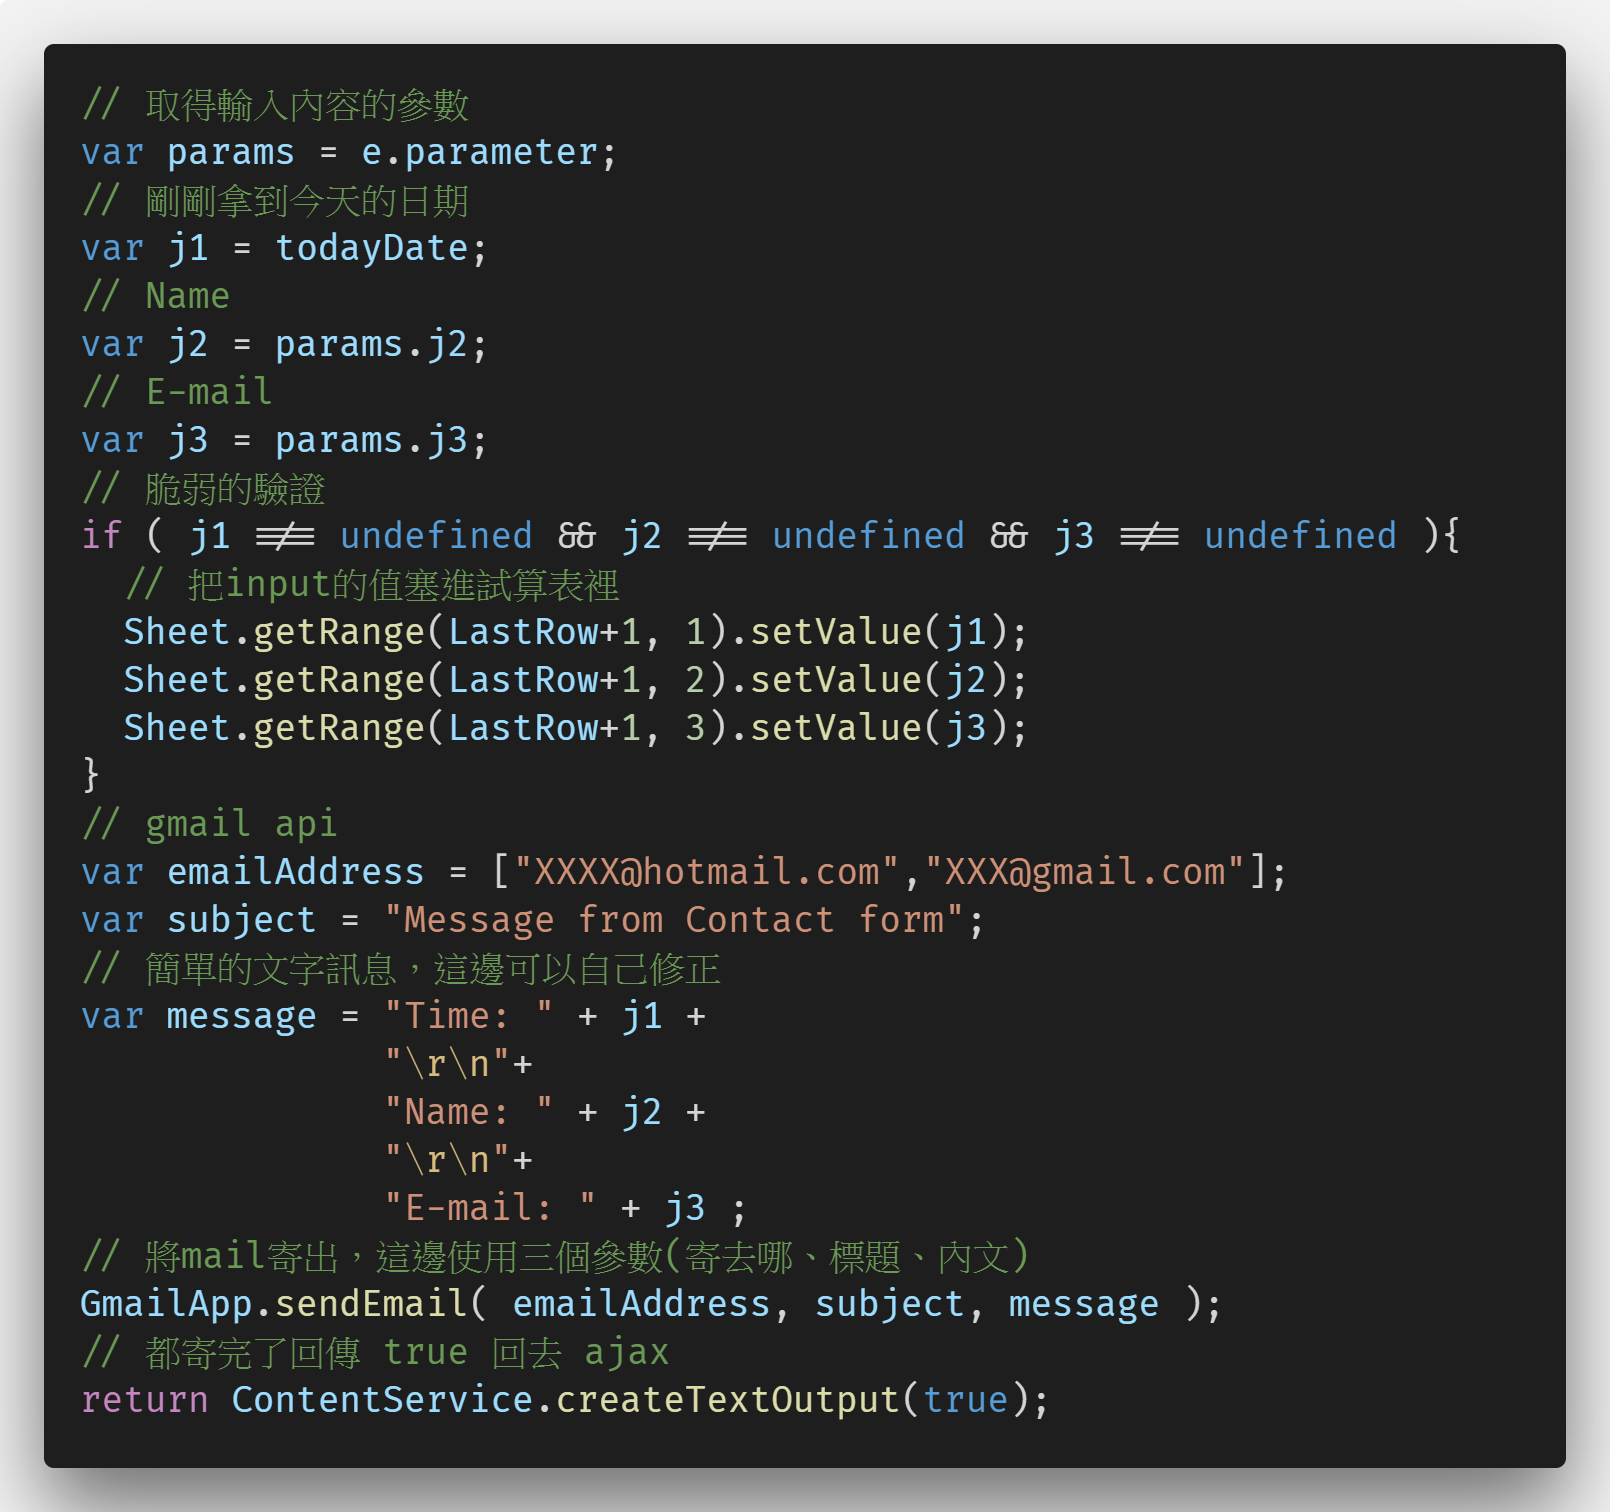 // 取得輸入內容的參數
var params = e.parameter;
// 剛剛拿到今天的日期
var j1 = todayDate;
// Name
var j2 = params.j2;
// E-mail
var j3 = params.j3;
// 脆弱的驗證
if ( j1 !== undefined && j2 !== undefined && j3 !== undefined ){
  // 把input的值塞進試算表裡
  Sheet.getRange(LastRow+1, 1).setValue(j1);
  Sheet.getRange(LastRow+1, 2).setValue(j2);
  Sheet.getRange(LastRow+1, 3).setValue(j3);
}
// gmail api
var emailAddress = ["XXXX@hotmail.com","XXX@gmail.com"];
var subject = "Message from Contact form";
// 簡單的文字訊息，這邊可以自己修正
var message = "Time: " + j1 +
              "\r\n"+
              "Name: " + j2 +
              "\r\n"+
              "E-mail: " + j3 ;
// 將mail寄出，這邊使用三個參數(寄去哪、標題、內文)
GmailApp.sendEmail( emailAddress, subject, message );
// 都寄完了回傳 true 回去 ajax
return ContentService.createTextOutput(true);